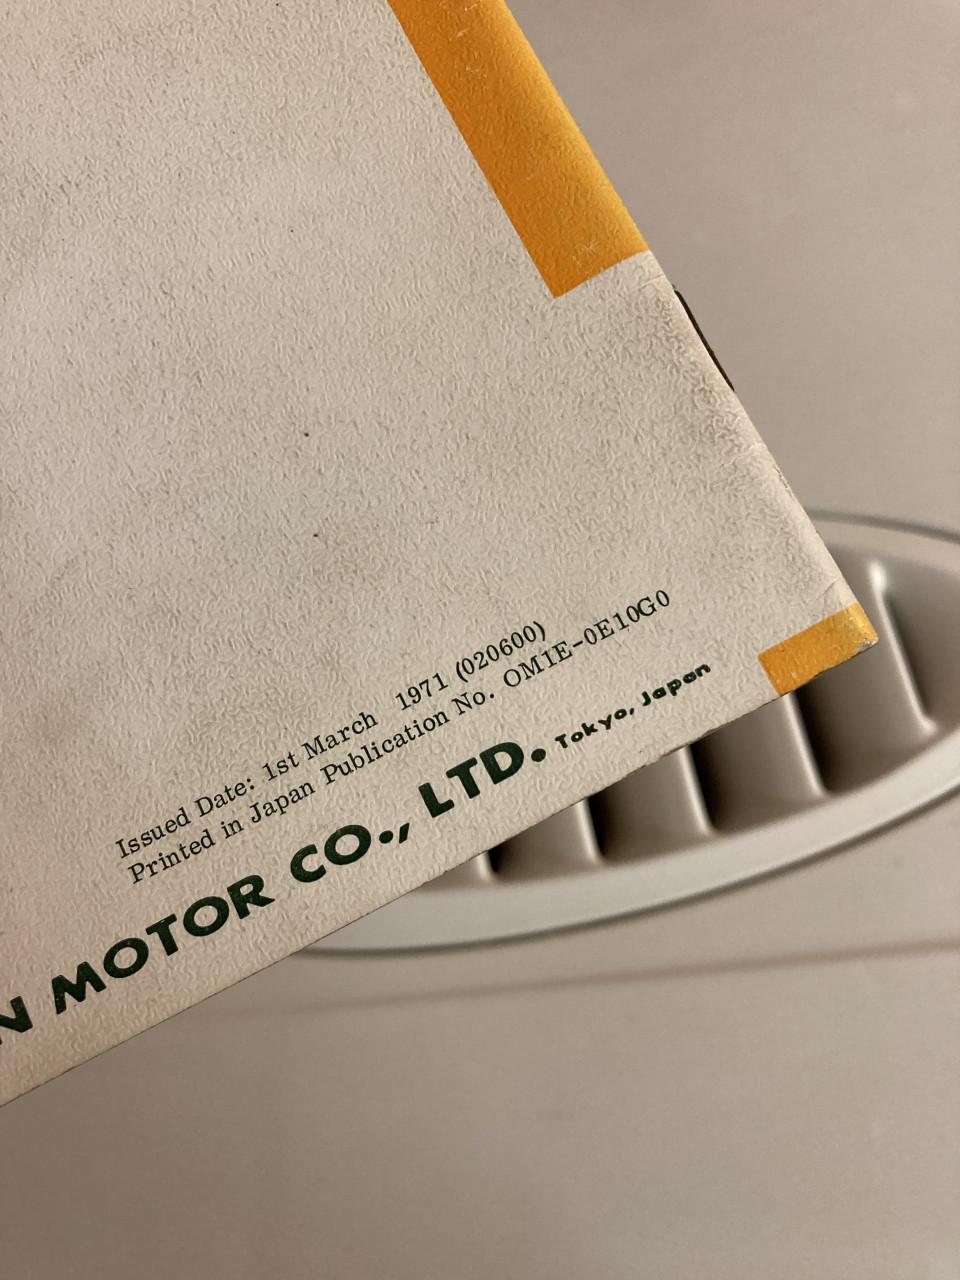 Issued Date: 1st March 1971 (020600)
Printed in Japan Publication No. OM1E-0E10G0
N MOTOR CO., LTD. Tokyo, Japan